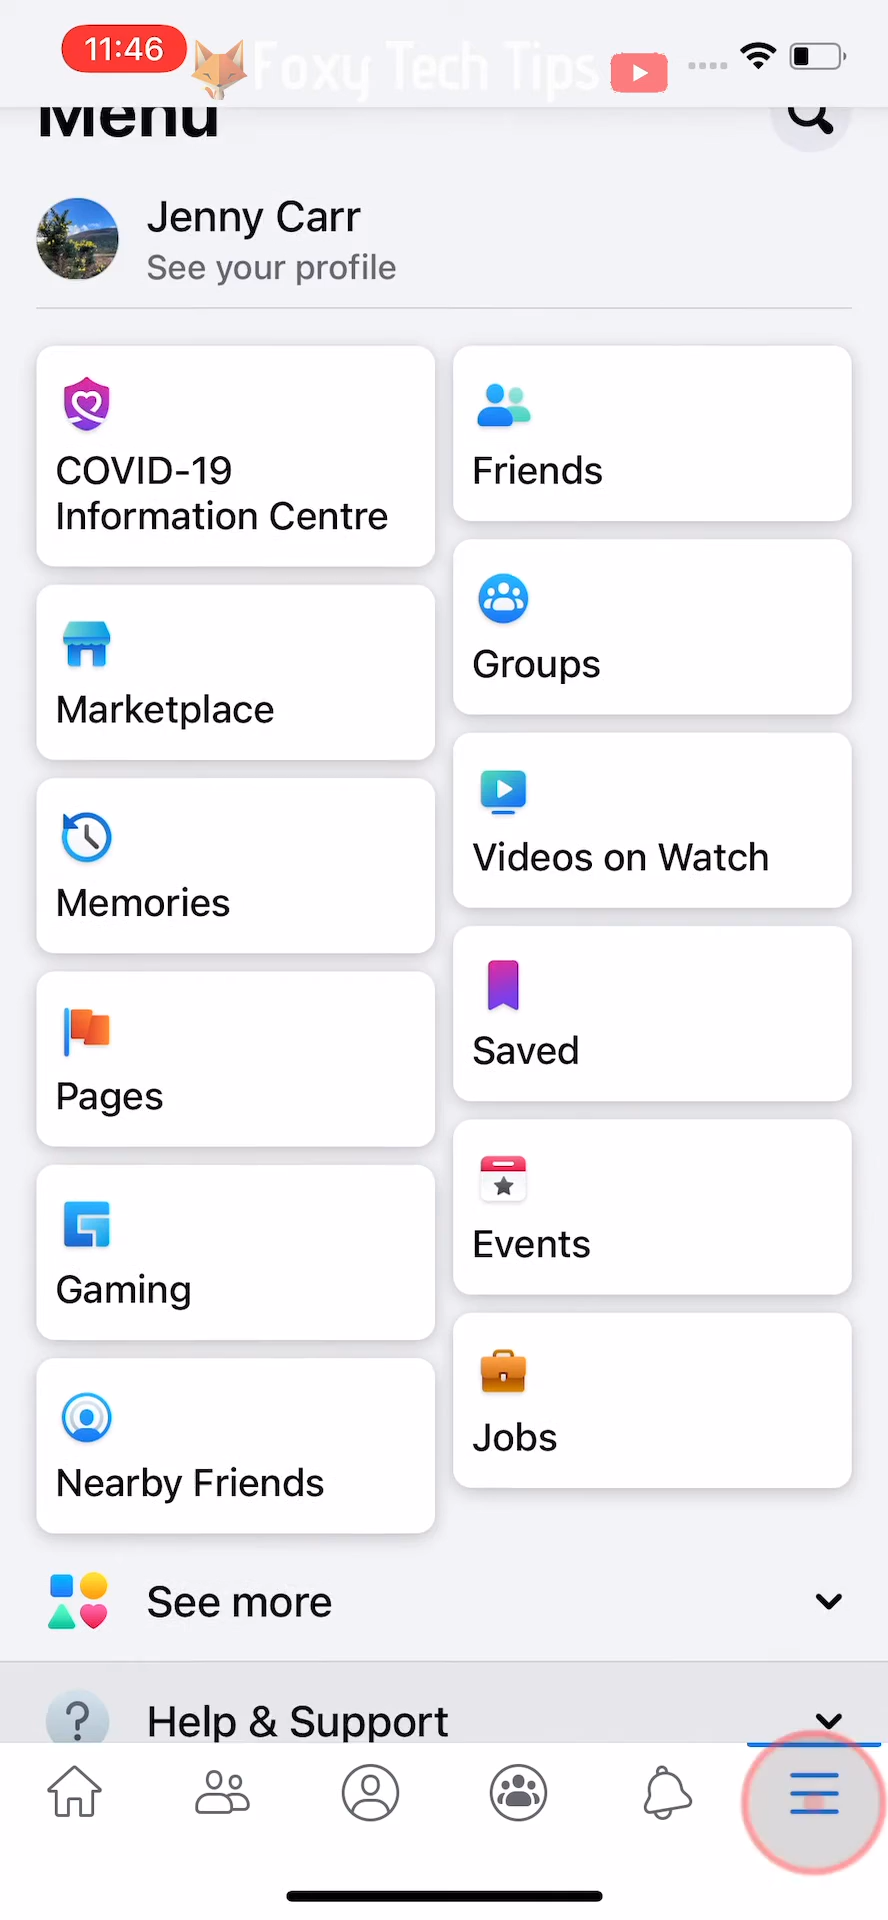 11:46
Foxy Tech Tips
Menu
Jenny Carr
See your profile
COVID-19
Information Centre
Friends
Marketplace
Groups
Memories
Videos on Watch
Pages
Saved
Gaming
Events
Nearby Friends
Jobs
See more
Help & Support